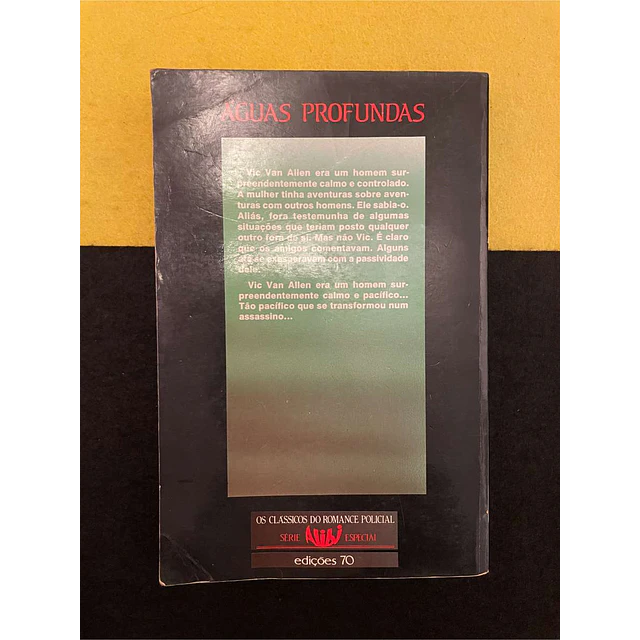 ÁGUAS PROFUNDAS
Vic Van Allen era um homem sur-
preendentemente calmo e controlado.
A mulher tinha aventuras sobre aven-
turas com outros homens. Ele sabia-o.
Aliás, fora testemunha de algumas
situações que teriam posto qualquer
outro fora de si. Mas não Vic. É claro
que os amigos comentavam. Alguns
até se exasperavam com a passividade
dele.
Vic Van Allen era um homem sur-
preendentemente calmo e pacífico...
Tão pacífico que se transformou num
assassino...
OS CLÁSSICOS DO ROMANCE POLICIAL
SÉRIE ALIBI ESPECIAL
edições 70